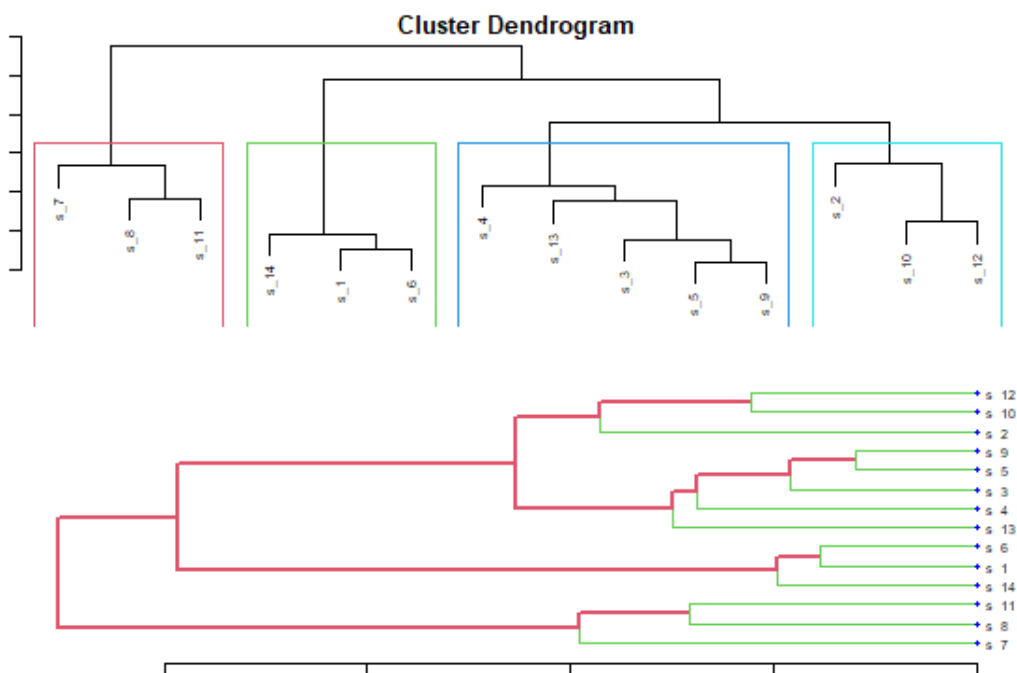 Cluster Dendrogram
s_7
s_8
s_11
s_14
s_1
s_6
s_4
s_13
s_3
s_5
s_9
s_2
s_10
s_12
s 12
s 10
s 2
s 9
s 5
s 3
s 4
s 13
s 6
s 1
s 14
s 11
s 8
s 7